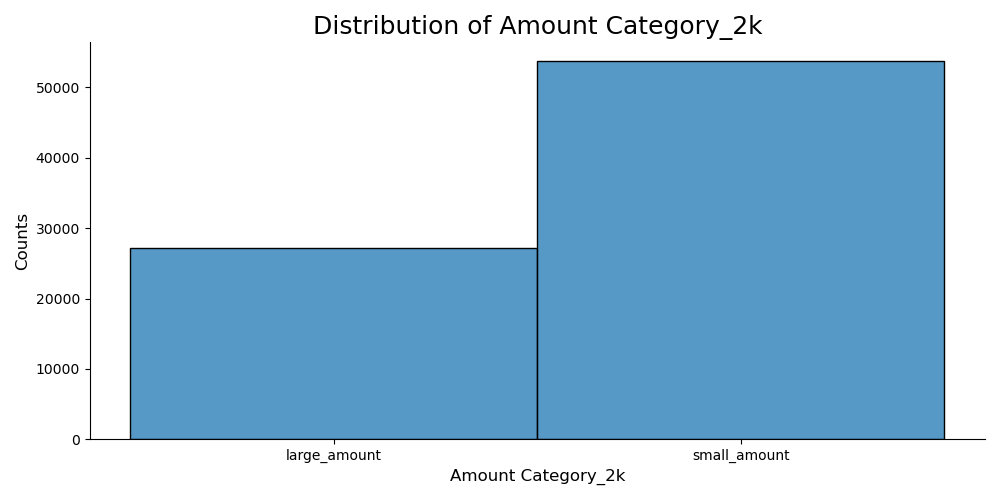 Distribution of Amount Category_2k
50000
40000
30000
20000
10000
0
Counts
large_amount
small_amount
Amount Category_2k